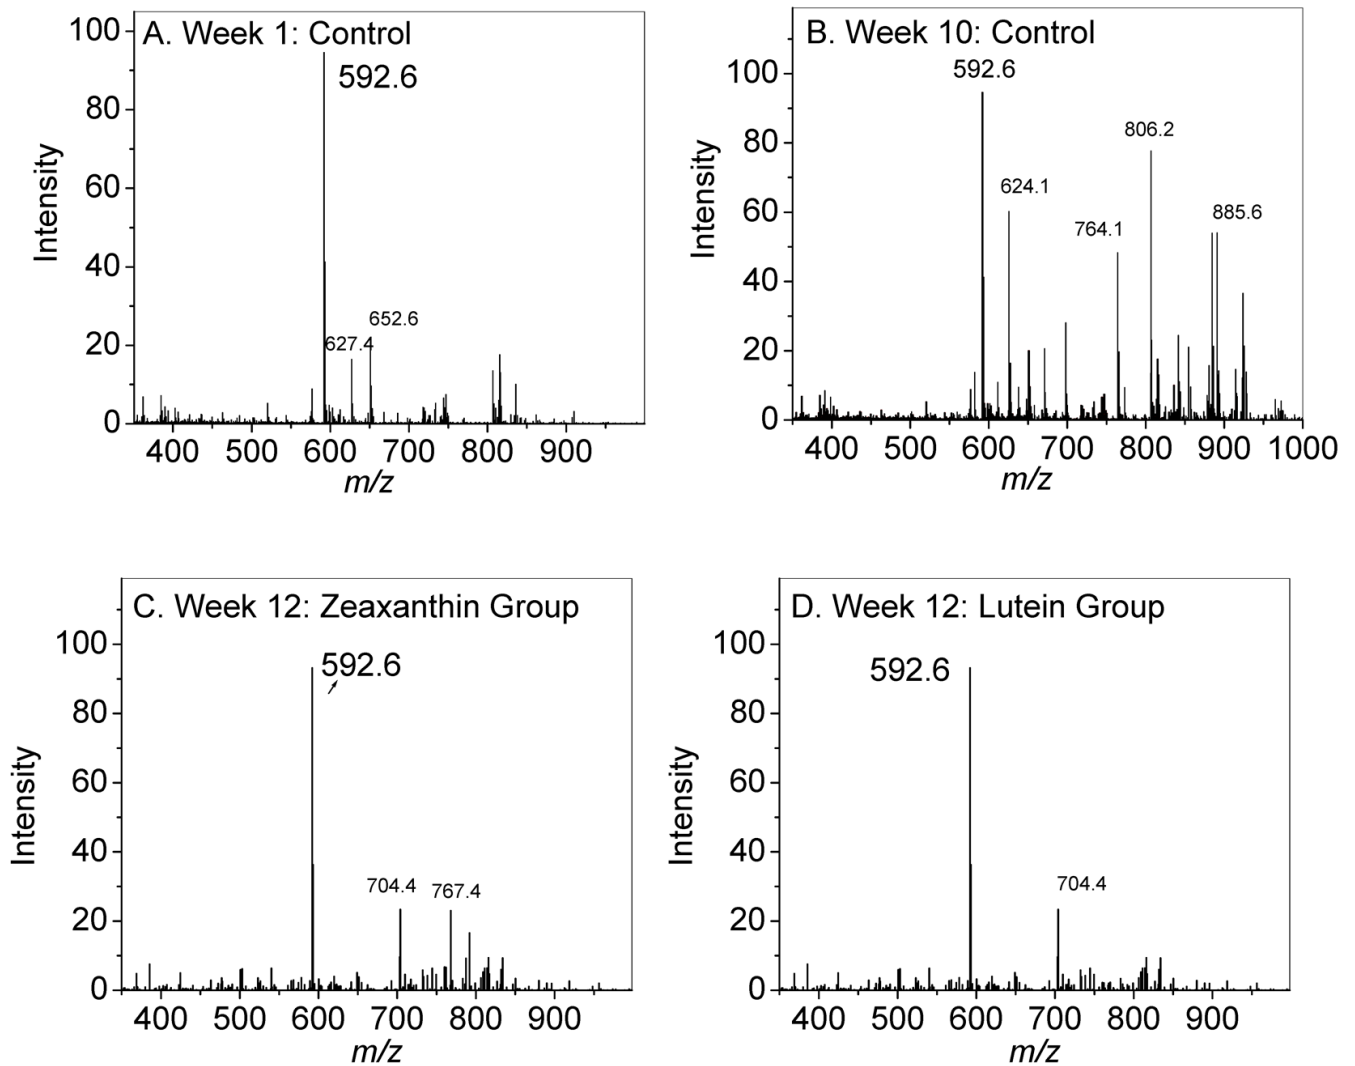 A. Week 1: Control
592.6
627.4
652.6
100
80
60
40
20
0
Intensity
400 500 600 700 800 900
m/z
B. Week 10: Control
592.6
806.2
624.1
764.1
885.6
100
80
60
40
20
0
Intensity
400 500 600 700 800 900 1000
m/z
C. Week 12: Zeaxanthin Group
592.6
704.4
767.4
100
80
60
40
20
0
Intensity
400 500 600 700 800 900
m/z
D. Week 12: Lutein Group
592.6
704.4
100
80
60
40
20
0
Intensity
400 500 600 700 800 900
m/z